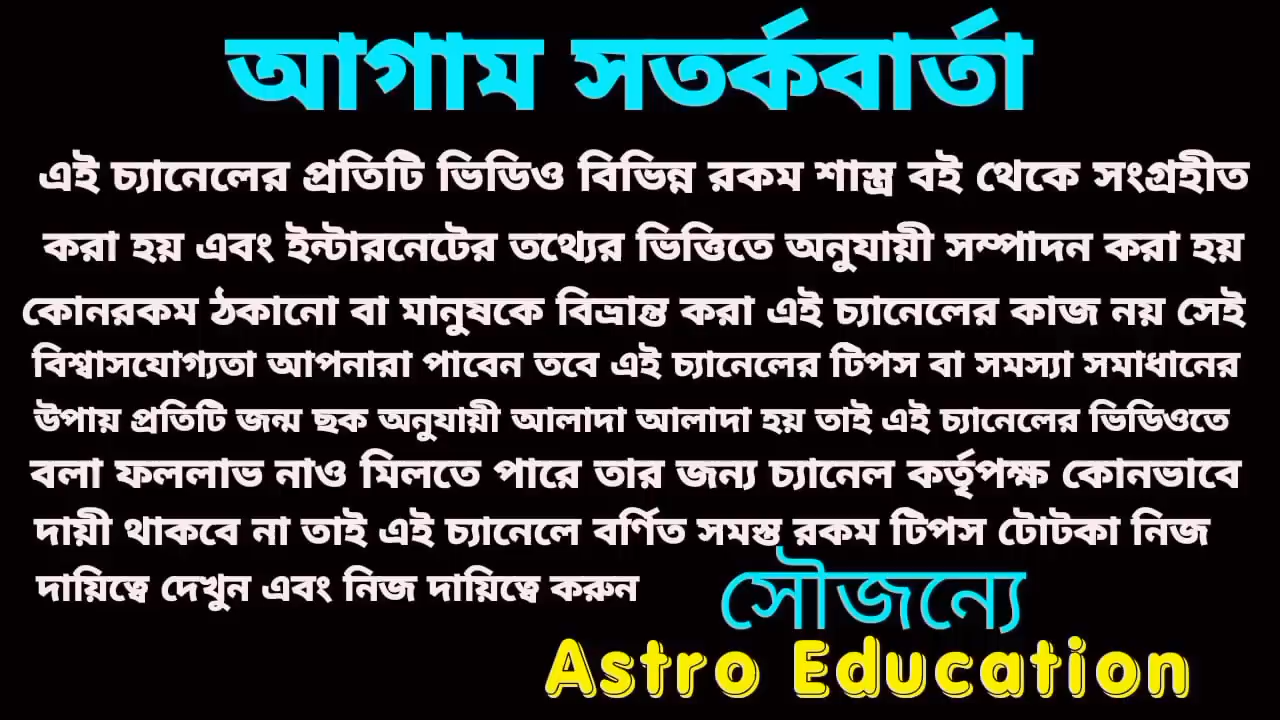 আগাম সতর্কবার্তা
এই চ্যানেলের প্রতিটি ভিডিও বিভিন্ন রকম শাস্ত্র বই থেকে সংগ্রহীত
করা হয় এবং ইন্টারনেটের তথ্যের ভিত্তিতে অনুযায়ী সম্পাদন করা হয়
কোনরকম ঠকানো বা মানুষকে বিভ্রান্ত করা এই চ্যানেলের কাজ নয় সেই
বিশ্বাসযোগ্যতা আপনারা পাবেন তবে এই চ্যানেলের টিপস বা সমস্যা সমাধানের
উপায় প্রতিটি জন্ম ছক অনুযায়ী আলাদা আলাদা হয় তাই এই চ্যানেলের ভিডিওতে
বলা ফললাভ নাও মিলতে পারে তার জন্য চ্যানেল কর্তৃপক্ষ কোনভাবে
দায়ী থাকবে না তাই এই চ্যানেলে বর্ণিত সমস্ত রকম টিপস টোটকা নিজ
দায়িত্বে দেখুন এবং নিজ দায়িত্বে করুন
সৌজন্যে
Astro Education